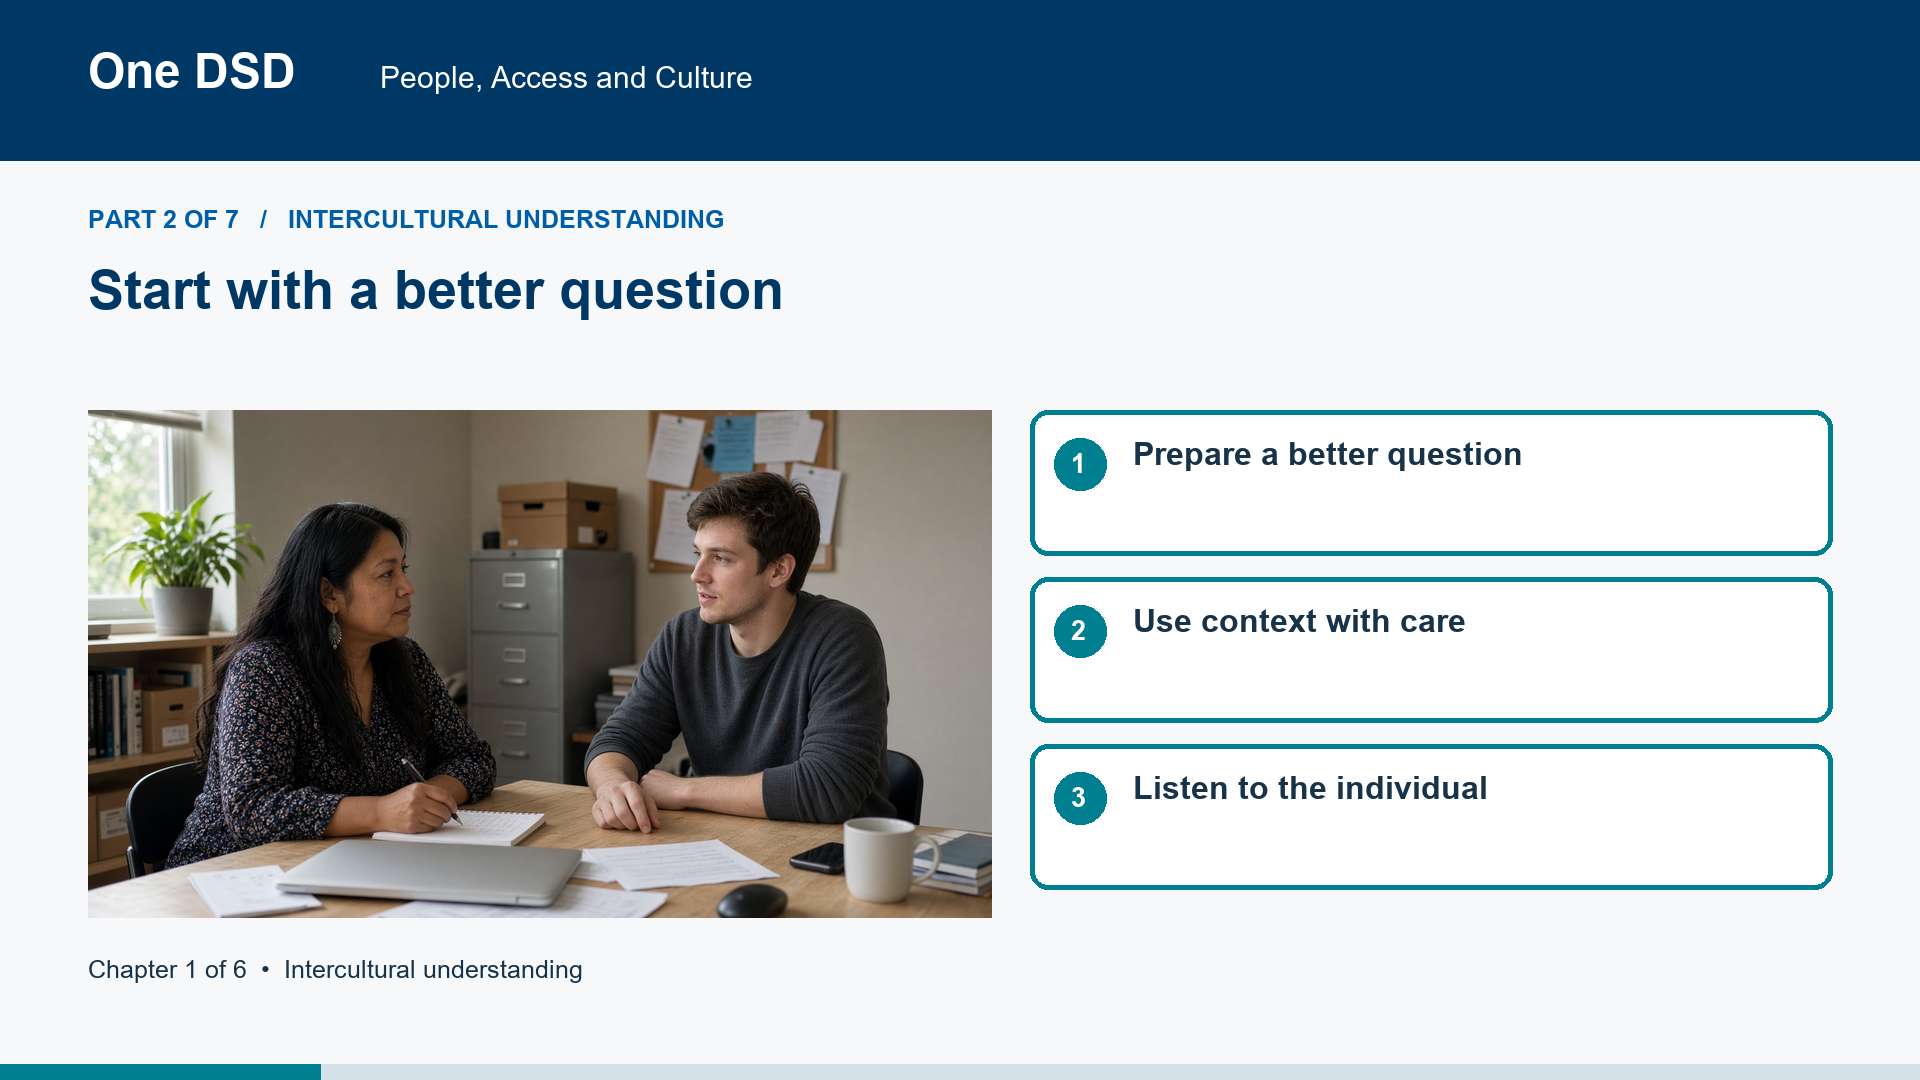 One DSD
People, Access and Culture
PART 2 OF 7 / INTERCULTURAL UNDERSTANDING
Start with a better question
1 Prepare a better question
2 Use context with care
3 Listen to the individual
Chapter 1 of 6 • Intercultural understanding